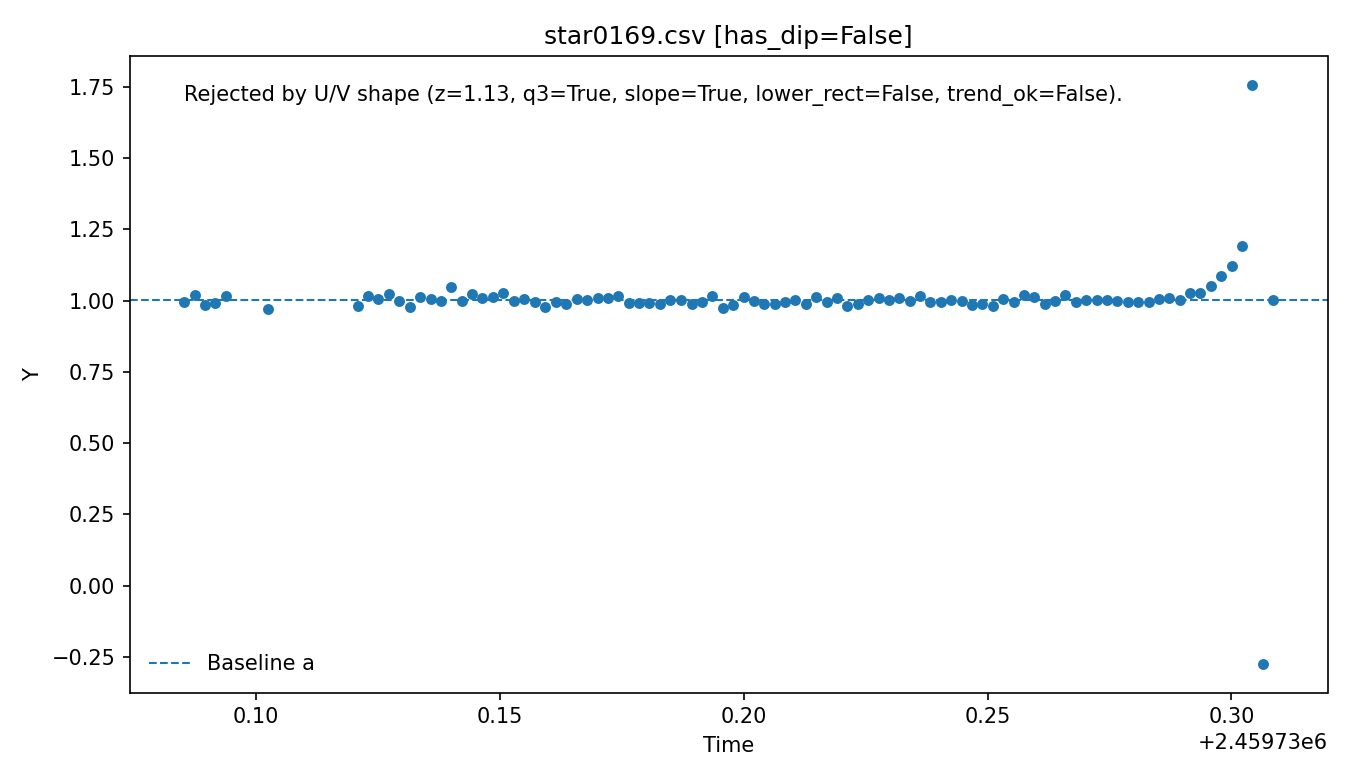 star0169.csv [has_dip=False]
Rejected by U/V shape (z=1.13, q3=True, slope=True, lower_rect=False, trend_ok=False).
1.75
1.50
1.25
1.00
0.75
0.50
0.25
0.00
−0.25
Y
Baseline a
0.10 0.15 0.20 0.25 0.30
Time
+2.45973e6